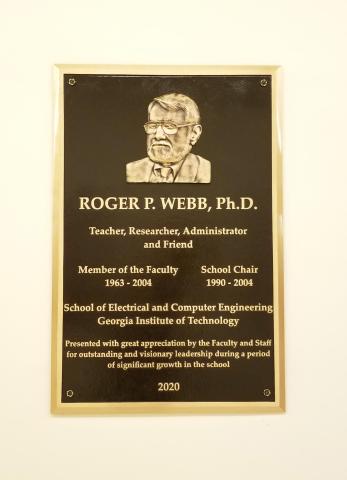 ROGER P. WEBB, Ph.D.
Teacher, Researcher, Administrator
and Friend
Member of the Faculty School Chair
1963 - 2004 1990 - 2004
School of Electrical and Computer Engineering
Georgia Institute of Technology
Presented with great appreciation by the Faculty and Staff
for outstanding and visionary leadership during a period
of significant growth in the school
2020